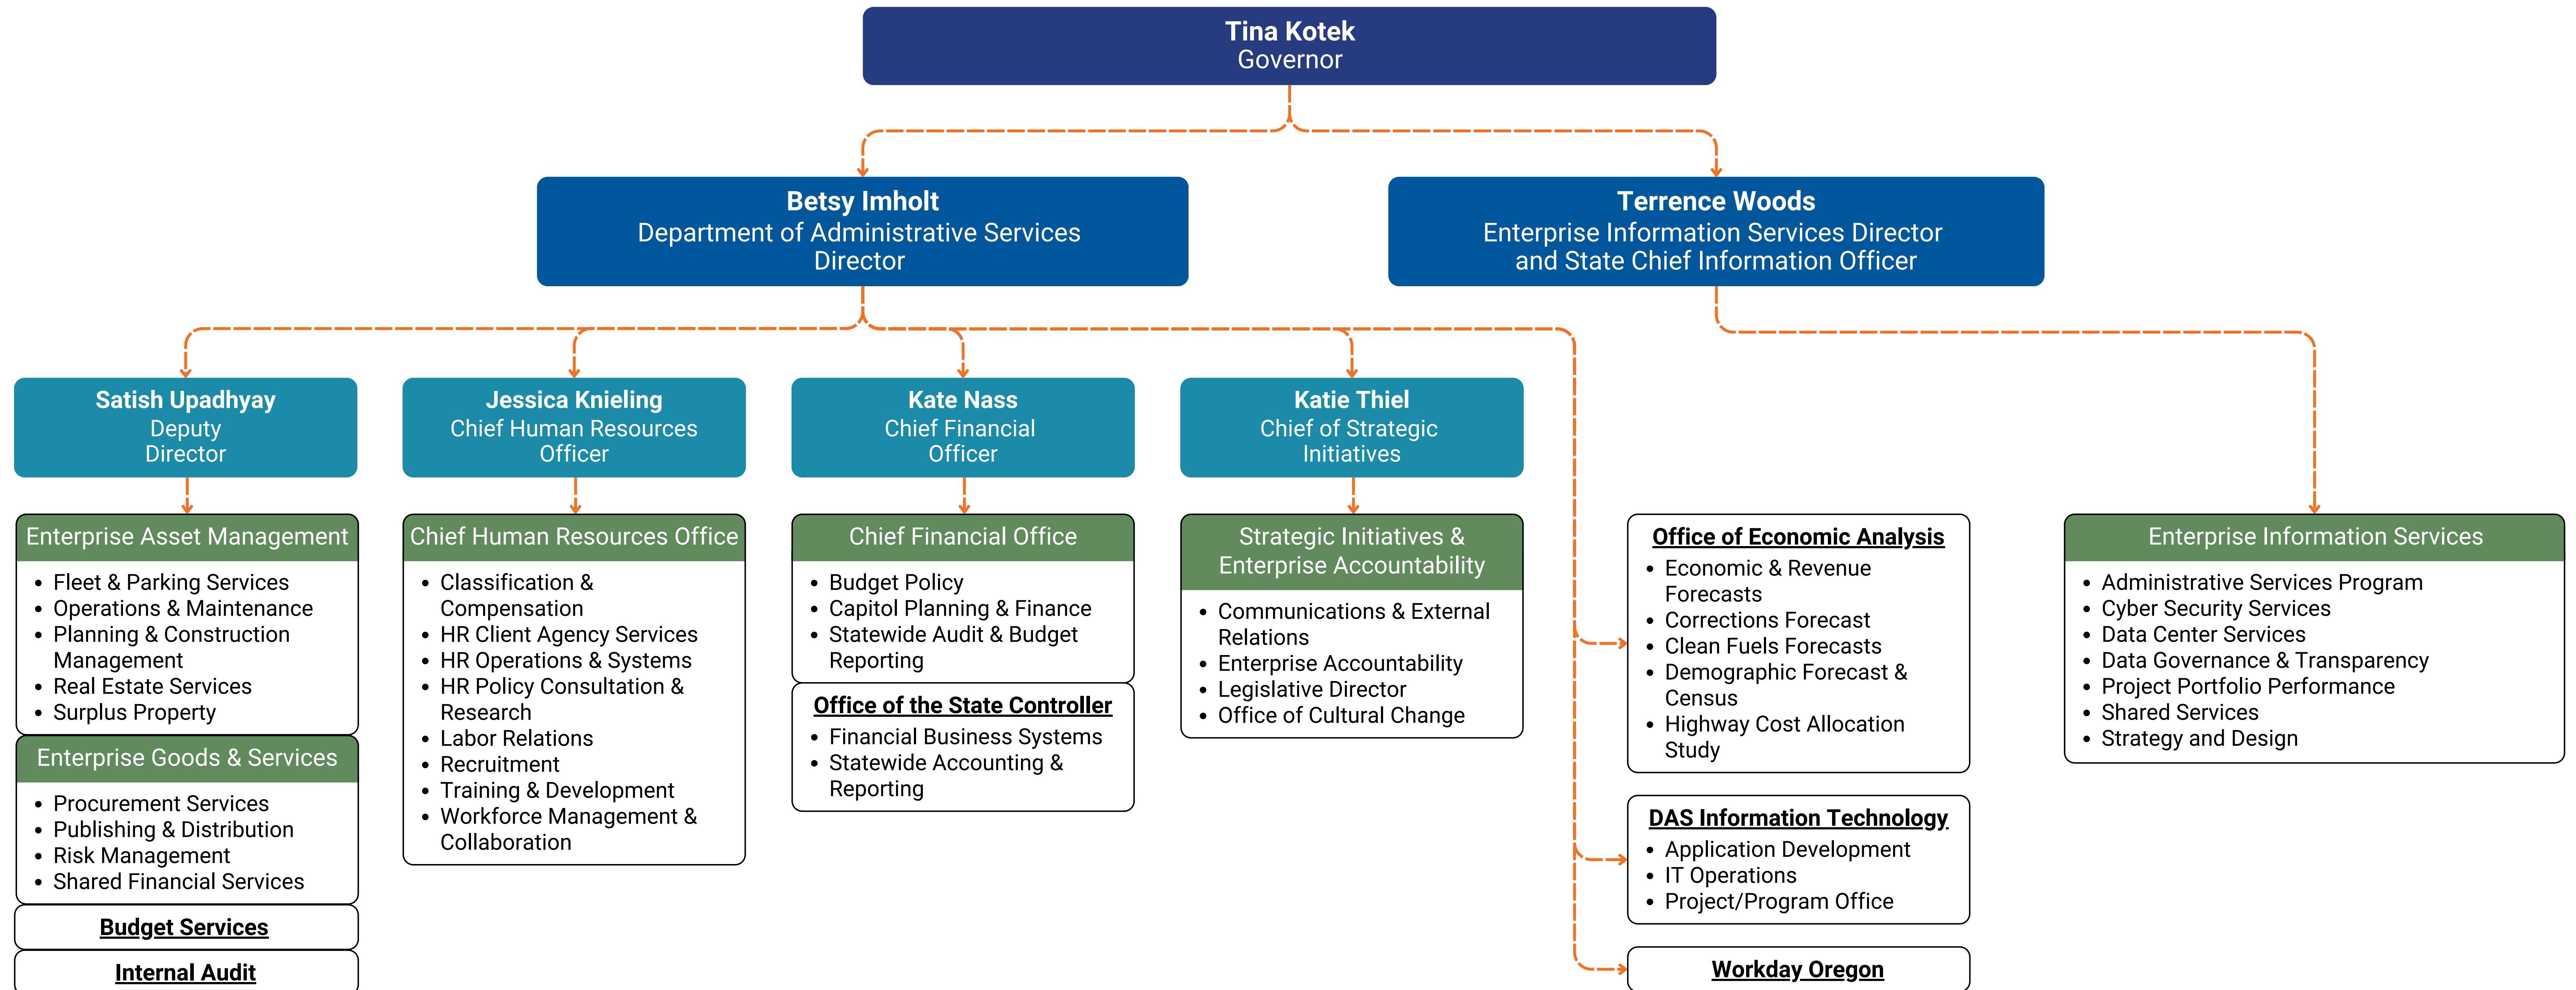 Tina Kotek
Governor
Betsy Imholt
Department of Administrative Services
Director
Terrence Woods
Enterprise Information Services Director
and State Chief Information Officer
Satish Upadhyay
Deputy
Director
Jessica Knieling
Chief Human Resources
Officer
Kate Nass
Chief Financial
Officer
Katie Thiel
Chief of Strategic
Initiatives
Enterprise Asset Management
• Fleet & Parking Services
• Operations & Maintenance
• Planning & Construction
Management
• Real Estate Services
• Surplus Property
Enterprise Goods & Services
• Procurement Services
• Publishing & Distribution
• Risk Management
• Shared Financial Services
Budget Services
Internal Audit
Chief Human Resources Office
• Classification &
Compensation
• HR Client Agency Services
• HR Operations & Systems
• HR Policy Consultation &
Research
• Labor Relations
• Recruitment
• Training & Development
• Workforce Management &
Collaboration
Chief Financial Office
• Budget Policy
• Capitol Planning & Finance
• Statewide Audit & Budget
Reporting
Office of the State Controller
• Financial Business Systems
• Statewide Accounting &
Reporting
Strategic Initiatives &
Enterprise Accountability
• Communications & External
Relations
• Enterprise Accountability
• Legislative Director
• Office of Cultural Change
Office of Economic Analysis
• Economic & Revenue
Forecasts
• Corrections Forecast
• Clean Fuels Forecasts
• Demographic Forecast &
Census
• Highway Cost Allocation
Study
DAS Information Technology
• Application Development
• IT Operations
• Project/Program Office
Workday Oregon
Enterprise Information Services
• Administrative Services Program
• Cyber Security Services
• Data Center Services
• Data Governance & Transparency
• Project Portfolio Performance
• Shared Services
• Strategy and Design